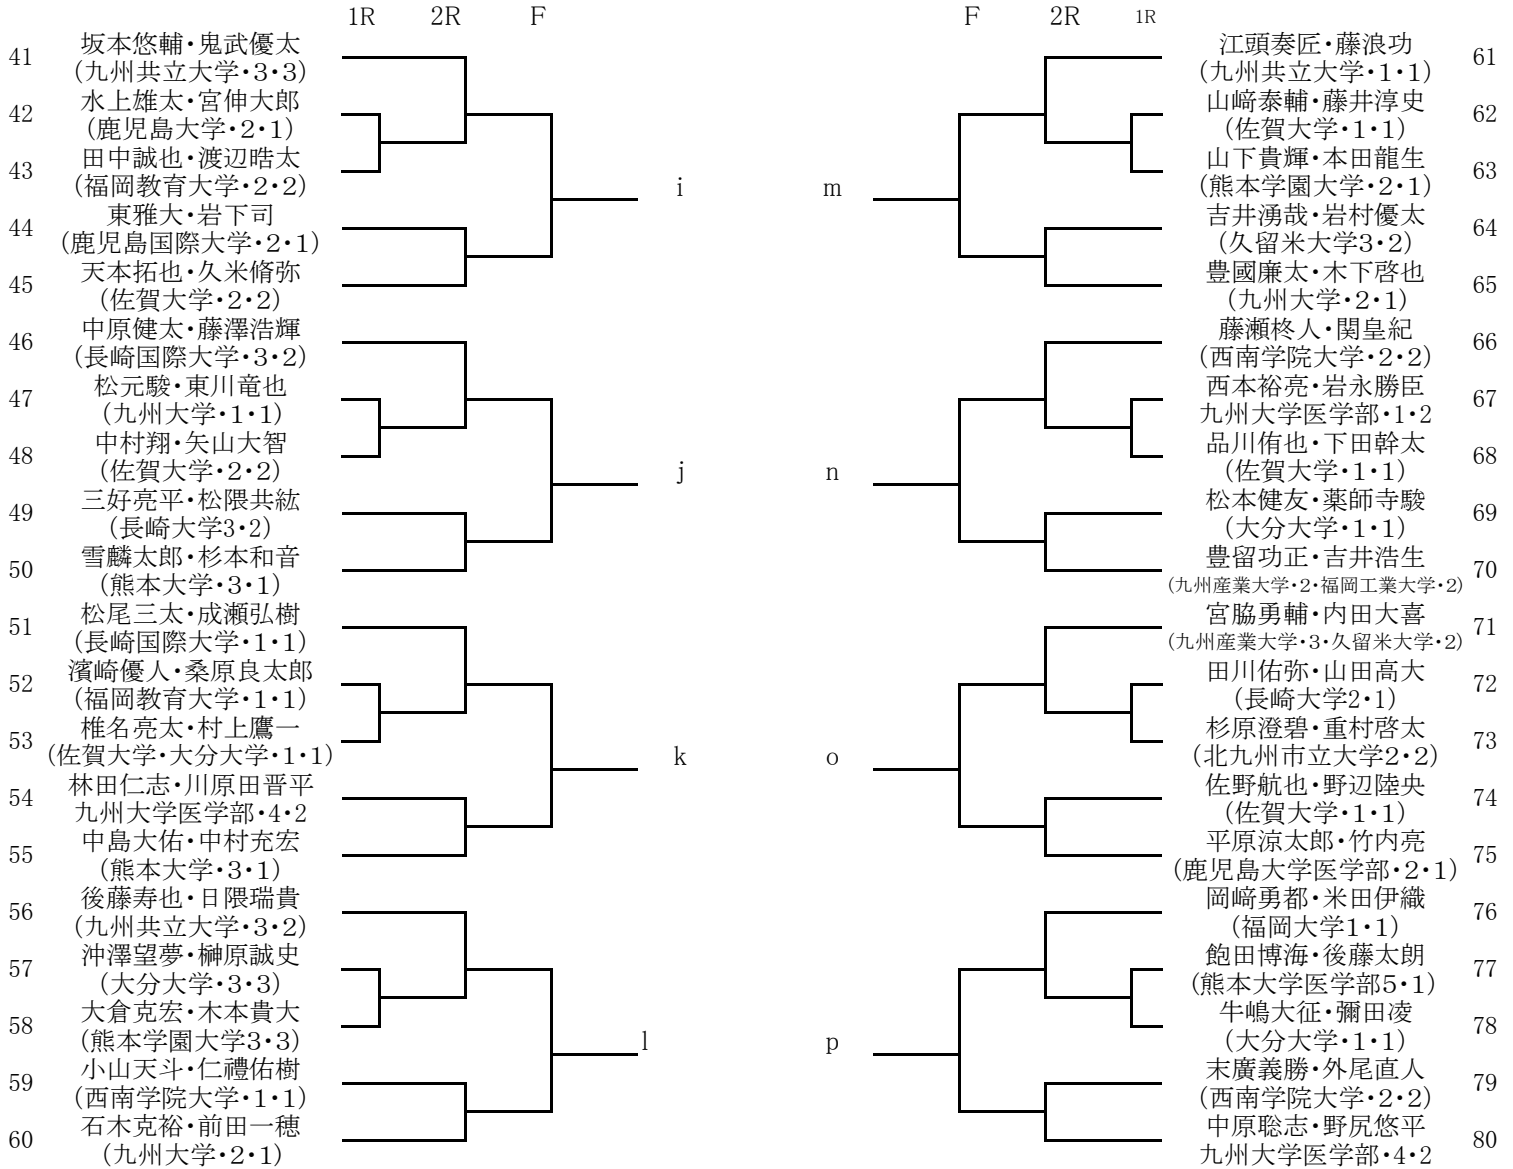 1R 2R F
41 坂本悠輔・鬼武優太
(九州共立大学・3・3)
42 水上雄太・宮伸大郎
(鹿児島大学・2・1)
43 田中誠也・渡辺晧太
(福岡教育大学・2・2)
44 東雅大・岩下司
(鹿児島国際大学・2・1)
45 天本拓也・久米脩弥
(佐賀大学・2・2)
i
46 中原健太・藤澤浩輝
(長崎国際大学・3・2)
47 松元駿・東川竜也
(九州大学・1・1)
48 中村翔・矢山大智
(佐賀大学・2・2)
49 三好亮平・松隈共紘
(長崎大学3・2)
50 雪麟太郎・杉本和音
(熊本大学・3・1)
j
51 松尾三太・成瀬弘樹
(長崎国際大学・1・1)
52 濱崎優人・桑原良太郎
(福岡教育大学・1・1)
53 椎名亮太・村上鷹一
(佐賀大学・大分大学・1・1)
54 林田仁志・川原田晋平
九州大学医学部・4・2
55 中島大佑・中村充宏
(熊本大学・3・1)
k
56 後藤寿也・日隈瑞貴
(九州共立大学・3・2)
57 沖澤望夢・榊原誠史
(大分大学・3・3)
58 大倉克宏・木本貴大
(熊本学園大学3・3)
59 小山天斗・仁禮佑樹
(西南学院大学・1・1)
60 石木克裕・前田一穂
(九州大学・2・1)
l
F 2R 1R
江頭奏匠・藤浪功 61
(九州共立大学・1・1)
山﨑泰輔・藤井淳史 62
(佐賀大学・1・1)
山下貴輝・本田龍生 63
(熊本学園大学・2・1)
吉井湧哉・岩村優太 64
(久留米大学3・2)
豊國廉太・木下啓也 65
(九州大学・2・1)
m
藤瀬柊人・関皇紀 66
(西南学院大学・2・2)
西本裕亮・岩永勝臣 67
九州大学医学部・1・2
品川侑也・下田幹太 68
(佐賀大学・1・1)
松本健友・薬師寺駿 69
(大分大学・1・1)
豊留功正・吉井浩生 70
(九州産業大学・2・福岡工業大学・2)
n
宮脇勇輔・内田大喜 71
(九州産業大学・3・久留米大学・2)
田川佑弥・山田高大 72
(長崎大学2・1)
杉原澄碧・重村啓太 73
(北九州市立大学2・2)
佐野航也・野辺陸央 74
(佐賀大学・1・1)
平原涼太郎・竹内亮 75
(鹿児島大学医学部・2・1)
o
岡﨑勇都・米田伊織 76
(福岡大学1・1)
飽田博海・後藤太朗 77
(熊本大学医学部5・1)
牛嶋大征・彌田凌 78
(大分大学・1・1)
末廣義勝・外尾直人 79
(西南学院大学・2・2)
中原聡志・野尻悠平 80
九州大学医学部・4・2
p